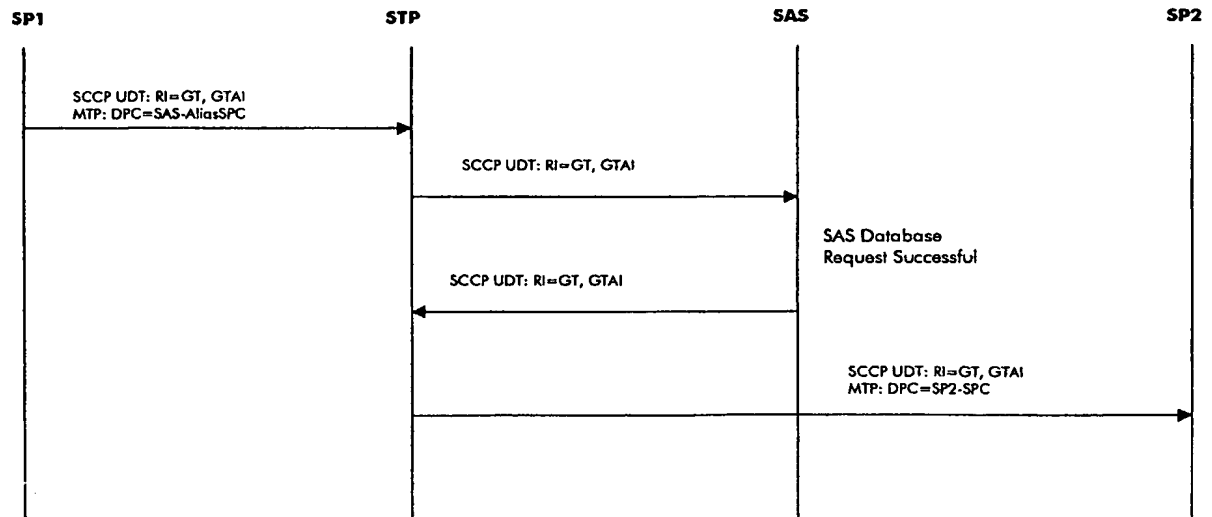 SP1
STP
SAS
SP2
SCCP UDT: RI=GT, GTAI
MTP: DPC=SAS-AliasSPC
SCCP UDT: RI=GT, GTAI
SAS Database
Request Successful
SCCP UDT: RI=GT, GTAI
SCCP UDT: RI=GT, GTAI
MTP: DPC=SP2-SPC